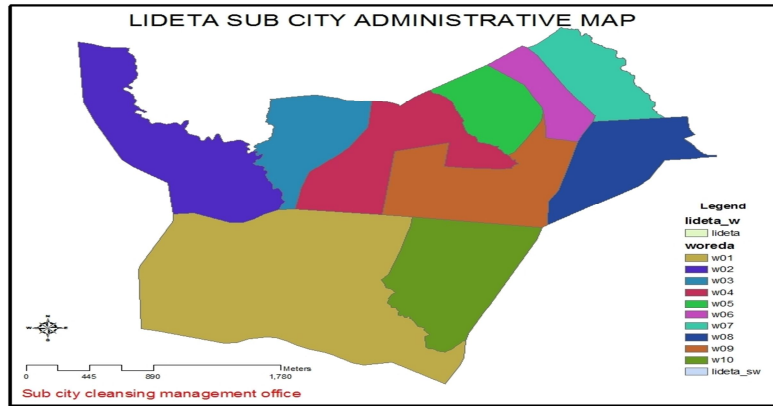 LIDETA SUB CITY ADMINISTRATIVE MAP
Legend
lideta_w
lideta
woreda
w01
w02
w03
w04
w05
w06
w07
w08
w09
w10
lideta_sw
N
W
E
S
Meters
0 445 890 1,780
Sub city cleansing management office